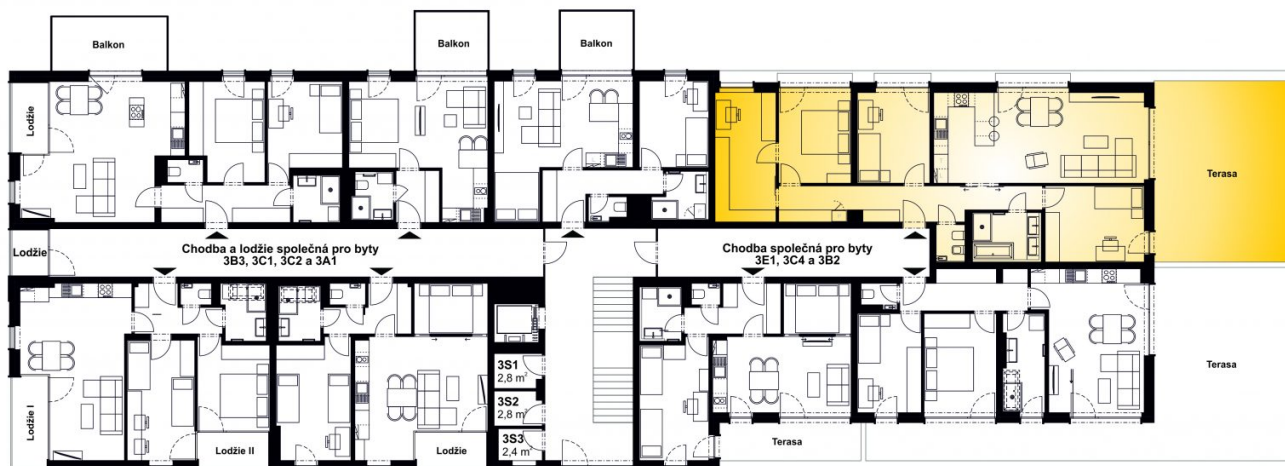 Balkon
Balkon
Balkon
Lodžie
Terasa
Lodžie
Chodba a lodžie společná pro byty
3B3, 3C1, 3C2 a 3A1
Chodba společná pro byty
3E1, 3C4 a 3B2
3S1
2,8 m²
3S2
2,8 m²
3S3
2,4 m²
Lodžie I
Lodžie II
Lodžie
Terasa
Terasa